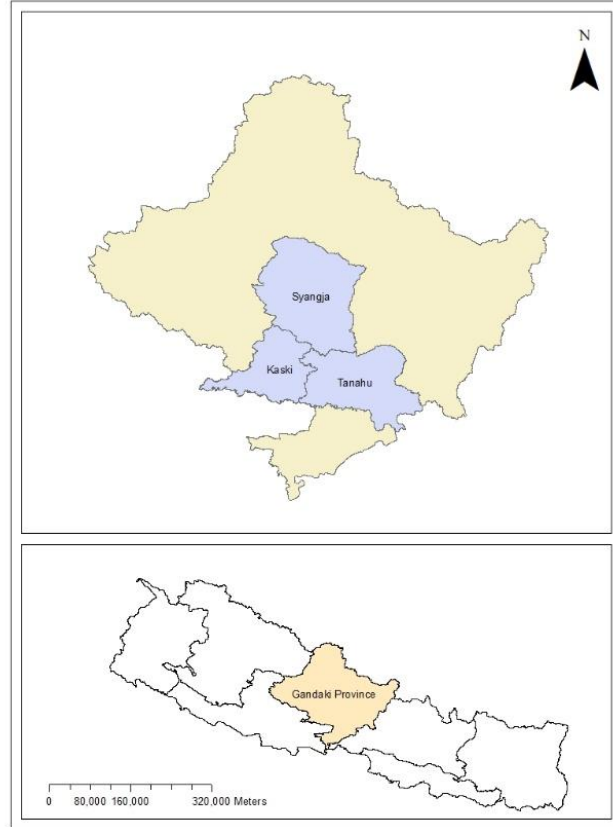 N
Syangja
Kaski
Tanahu
Gandaki Province
0 80,000 160,000 320,000 Meters